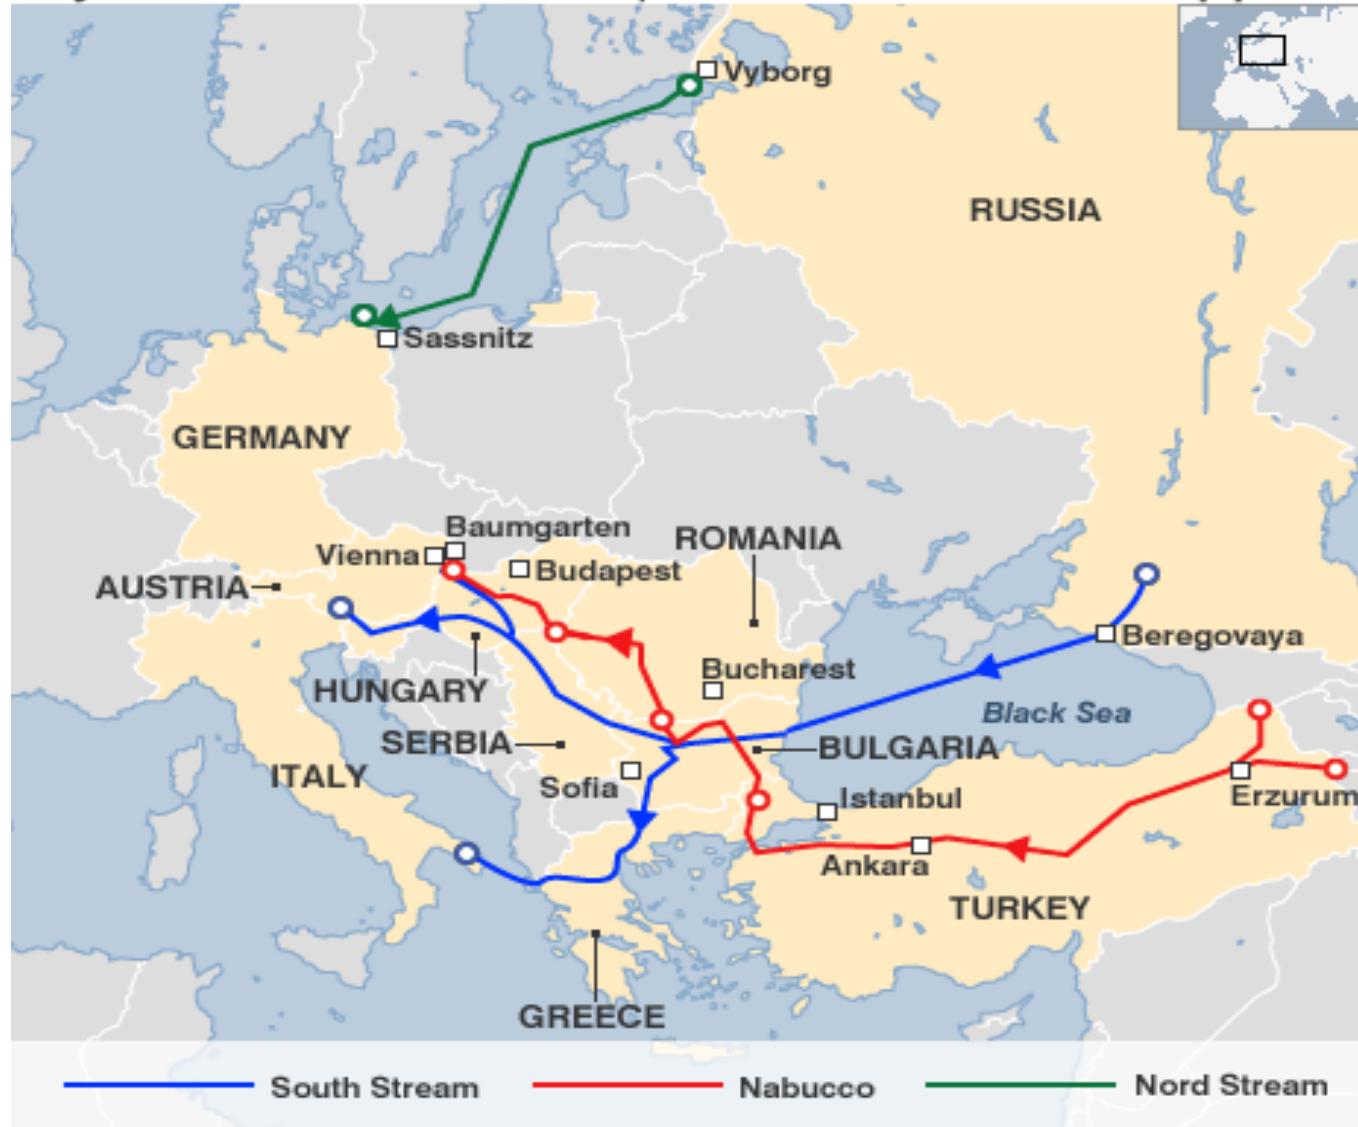 Vyborg
RUSSIA
Sassnitz
GERMANY
Baumgarten
Vienna
ROMANIA
Budapest
AUSTRIA
Beregovaya
Bucharest
HUNGARY
Black Sea
SERBIA
BULGARIA
ITALY
Sofia
Istanbul
Erzurum
Ankara
TURKEY
GREECE
South Stream
Nabucco
Nord Stream